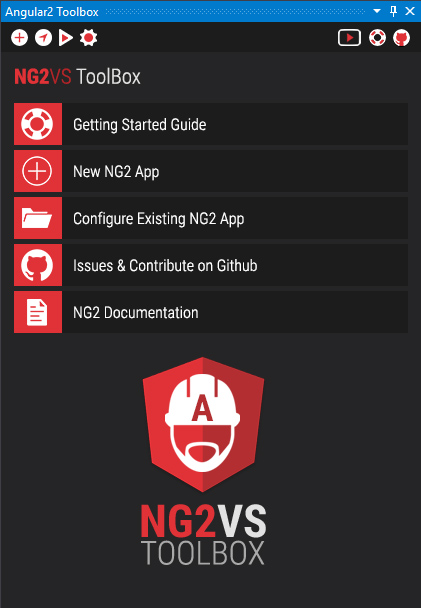 Angular2 Toolbox
NG2VS ToolBox
Getting Started Guide
New NG2 App
Configure Existing NG2 App
Issues & Contribute on Github
NG2 Documentation
A
NG2VS
TOOLBOX